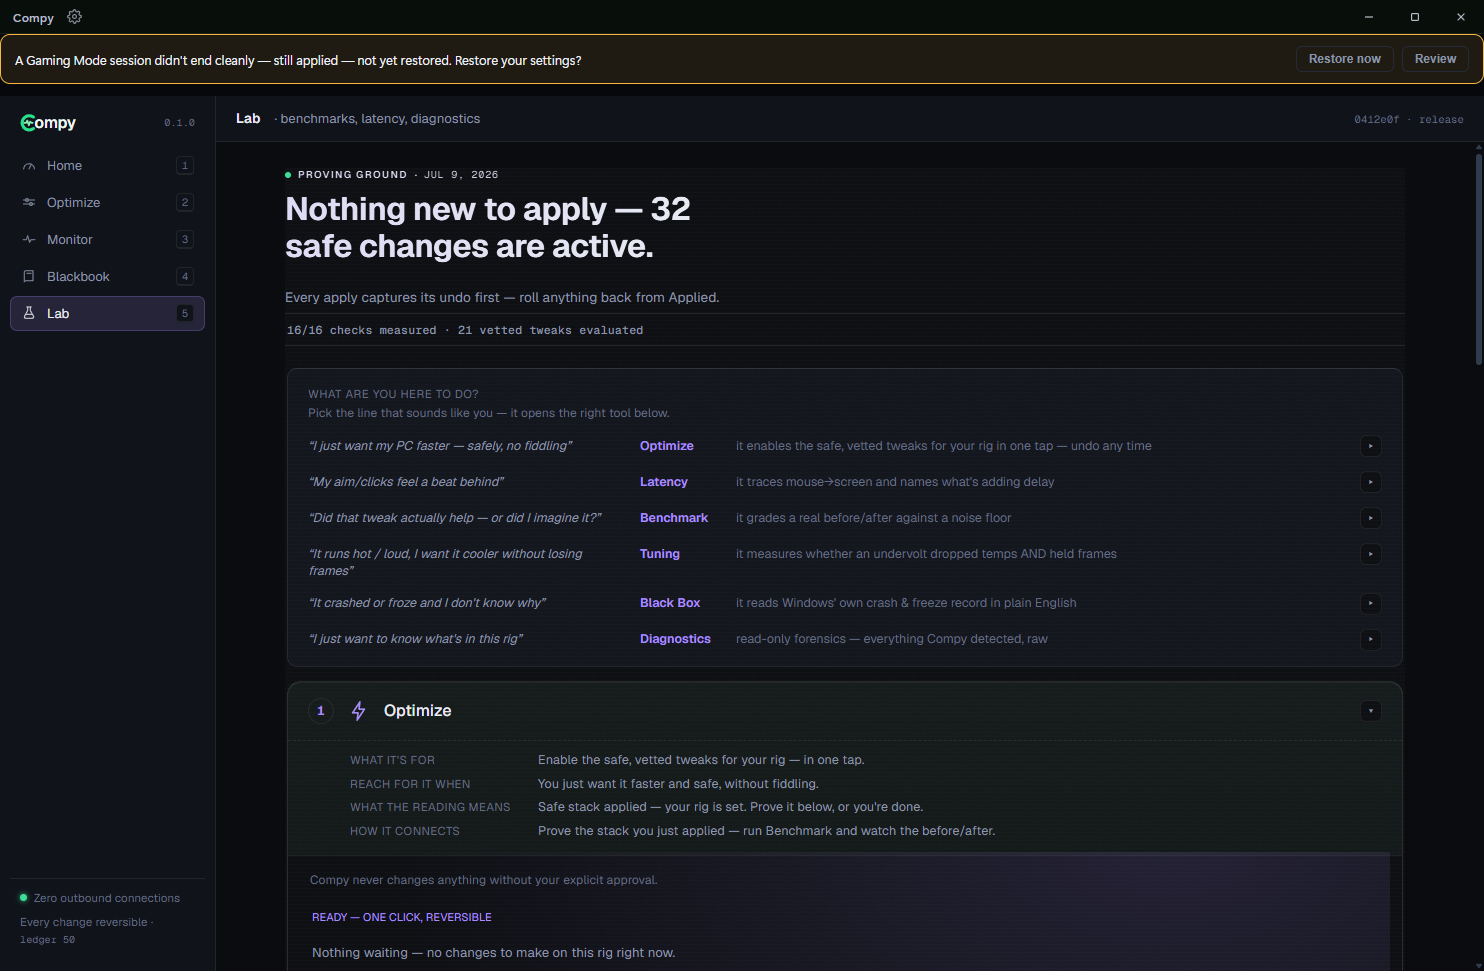 Compy
A Gaming Mode session didn't end cleanly — still applied — not yet restored. Restore your settings?
Restore now
Review
Compy
0.1.0
Home 1
Optimize 2
Monitor 3
Blackbook 4
Lab 5
Zero outbound connections
Every change reversible ·
ledger 50
Lab · benchmarks, latency, diagnostics
0412e0f · release
PROVING GROUND · JUL 9, 2026
Nothing new to apply — 32
safe changes are active.
Every apply captures its undo first — roll anything back from Applied.
16/16 checks measured · 21 vetted tweaks evaluated
WHAT ARE YOU HERE TO DO?
Pick the line that sounds like you — it opens the right tool below.
“I just want my PC faster — safely, no fiddling” Optimize it enables the safe, vetted tweaks for your rig in one tap — undo any time
“My aim/clicks feel a beat behind” Latency it traces mouse→screen and names what's adding delay
“Did that tweak actually help — or did I imagine it?” Benchmark it grades a real before/after against a noise floor
“It runs hot / loud, I want it cooler without losing
frames” Tuning it measures whether an undervolt dropped temps AND held frames
“It crashed or froze and I don't know why” Black Box it reads Windows' own crash & freeze record in plain English
“I just want to know what's in this rig” Diagnostics read-only forensics — everything Compy detected, raw
1 Optimize
WHAT IT'S FOR Enable the safe, vetted tweaks for your rig — in one tap.
REACH FOR IT WHEN You just want it faster and safe, without fiddling.
WHAT THE READING MEANS Safe stack applied — your rig is set. Prove it below, or you're done.
HOW IT CONNECTS Prove the stack you just applied — run Benchmark and watch the before/after.
Compy never changes anything without your explicit approval.
READY — ONE CLICK, REVERSIBLE
Nothing waiting — no changes to make on this rig right now.